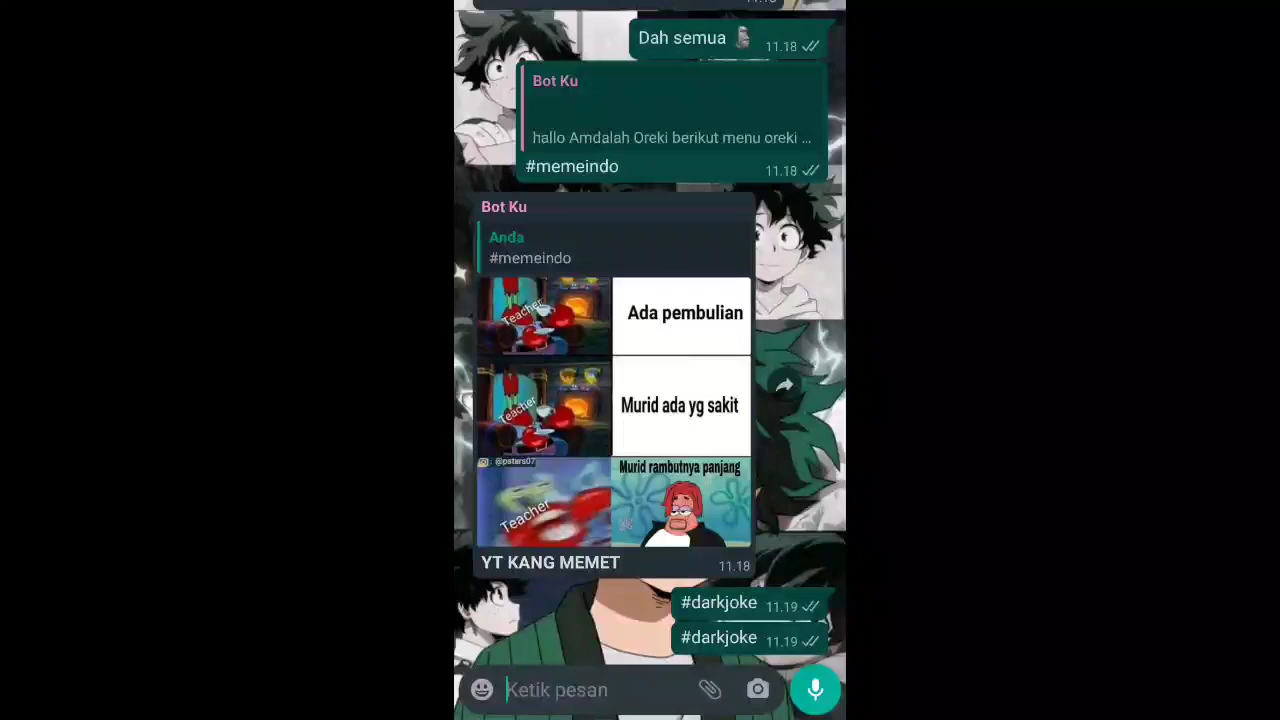 Dah semua
11.18
Bot Ku
hallo Amdalah Oreki berikut menu oreki ...
#memeindo
11.18
Bot Ku
Anda
#memeindo
Teacher
Ada pembulian
Teacher
Murid ada yg sakit
@pstars07
Teacher
Murid rambutnya panjang
YT KANG MEMET
11.18
#darkjoke 11.19
#darkjoke 11.19
Ketik pesan